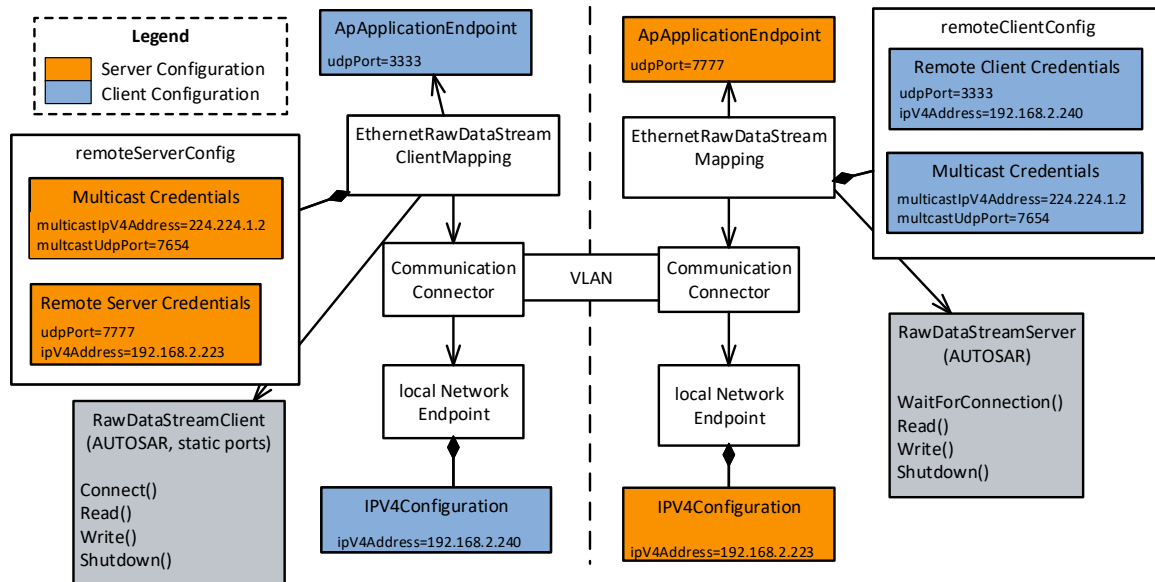 Legend
Server Configuration
Client Configuration
ApApplicationEndpoint
udpPort=3333
EthernetRawDataStream
ClientMapping
remoteServerConfig
Multicast Credentials
multicastIpV4Address=224.224.1.2
multcastUdpPort=7654
Remote Server Credentials
udpPort=7777
ipV4Address=192.168.2.223
Communication
Connector
VLAN
local Network
Endpoint
RawDataStreamClient
(AUTOSAR, static ports)
Connect()
Read()
Write()
Shutdown()
IPV4Configuration
ipV4Address=192.168.2.240
ApApplicationEndpoint
udpPort=7777
EthernetRawDataStream
Mapping
Communication
Connector
local Network
Endpoint
IPV4Configuration
ipV4Address=192.168.2.223
remoteClientConfig
Remote Client Credentials
udpPort=3333
ipV4Address=192.168.2.240
Multicast Credentials
multicastIpV4Address=224.224.1.2
multcastUdpPort=7654
RawDataStreamServer
(AUTOSAR)
WaitForConnection()
Read()
Write()
Shutdown()